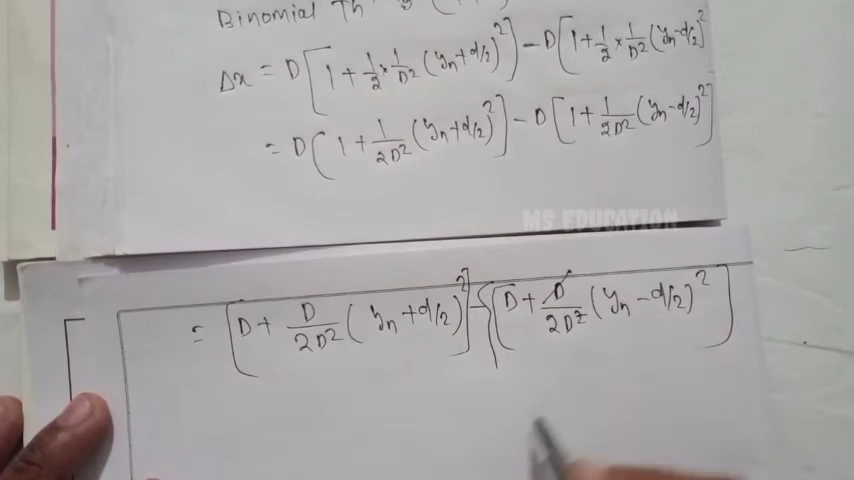 Binomial Th
Δx = D[1 + 1/2 × 1/D² (yn + d/2)²] - D[1 + 1/2 × 1/D² (yn - d/2)²
= D(1 + 1/2D² (yn + d/2)²] - D[1 + 1/2D² (yn - d/2)²]
MS EDUCATION
= [D + D/2D² (yn + d/2)²] - {[D + D/2D² (yn - d/2)²]